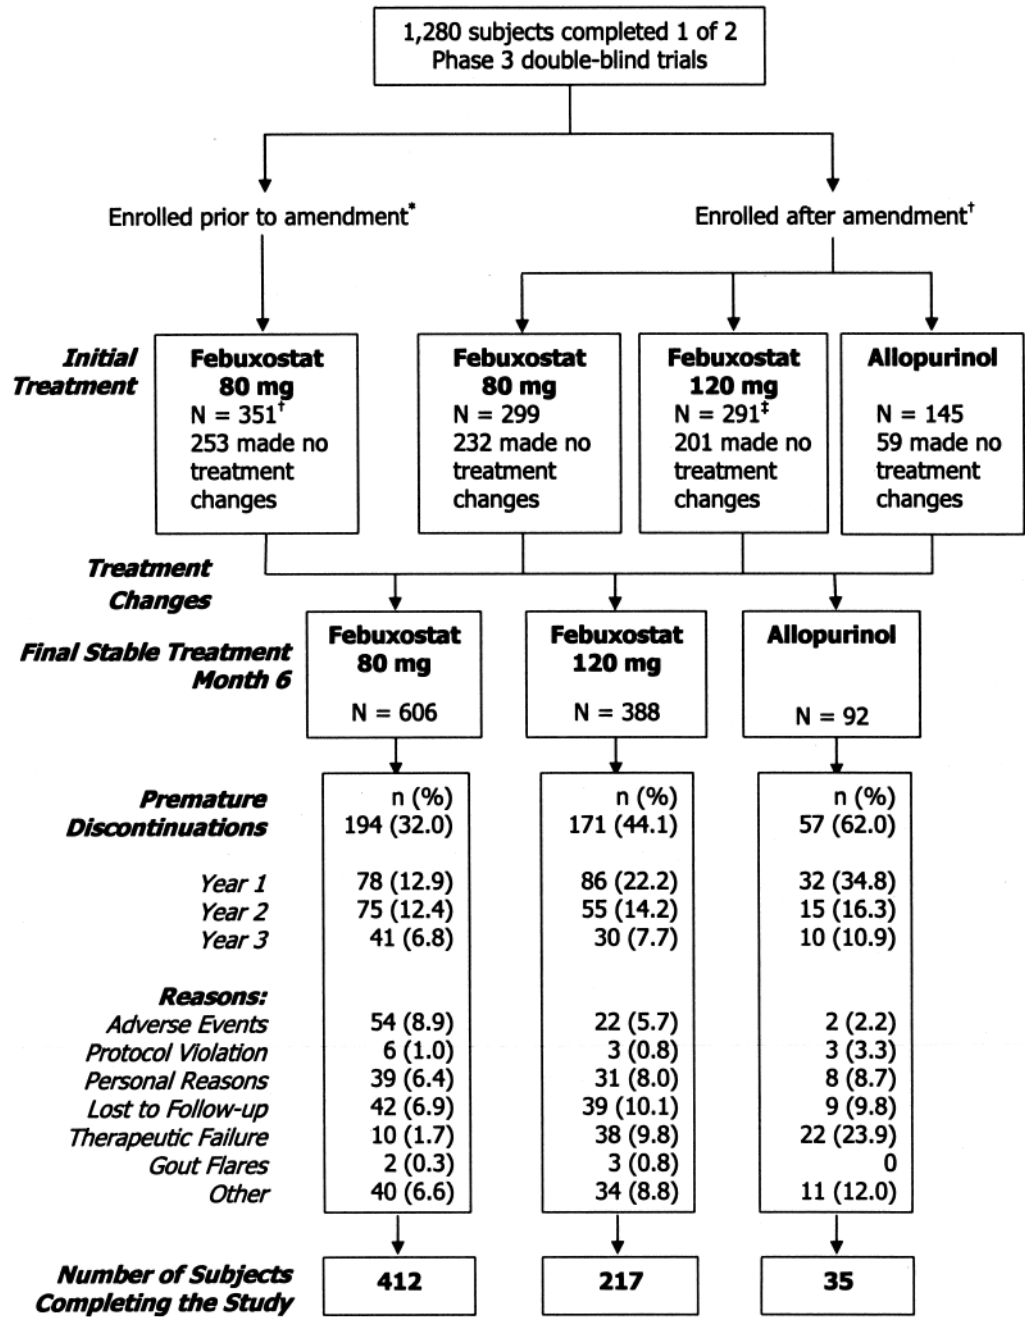 1,280 subjects completed 1 of 2
Phase 3 double-blind trials
Enrolled prior to amendment*
Enrolled after amendment†
Initial
Treatment
Febuxostat
80 mg
N = 351†
253 made no
treatment
changes
Febuxostat
80 mg
N = 299
232 made no
treatment
changes
Febuxostat
120 mg
N = 291‡
201 made no
treatment
changes
Allopurinol
N = 145
59 made no
treatment
changes
Treatment
Changes
Final Stable Treatment
Month 6
Febuxostat
80 mg
N = 606
Febuxostat
120 mg
N = 388
Allopurinol
N = 92
n (%) n (%) n (%)
Premature
Discontinuations 194 (32.0) 171 (44.1) 57 (62.0)
Year 1 78 (12.9) 86 (22.2) 32 (34.8)
Year 2 75 (12.4) 55 (14.2) 15 (16.3)
Year 3 41 (6.8) 30 (7.7) 10 (10.9)
Reasons:
Adverse Events 54 (8.9) 22 (5.7) 2 (2.2)
Protocol Violation 6 (1.0) 3 (0.8) 3 (3.3)
Personal Reasons 39 (6.4) 31 (8.0) 8 (8.7)
Lost to Follow-up 42 (6.9) 39 (10.1) 9 (9.8)
Therapeutic Failure 10 (1.7) 38 (9.8) 22 (23.9)
Gout Flares 2 (0.3) 3 (0.8) 0
Other 40 (6.6) 34 (8.8) 11 (12.0)
Number of Subjects
Completing the Study
412 217 35